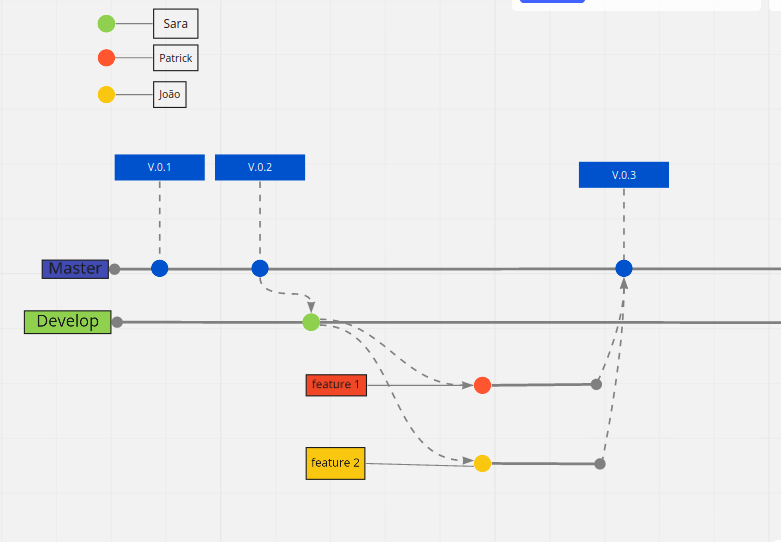 Sara
Patrick
João
V.0.1
V.0.2
V.0.3
Master
Develop
feature 1
feature 2